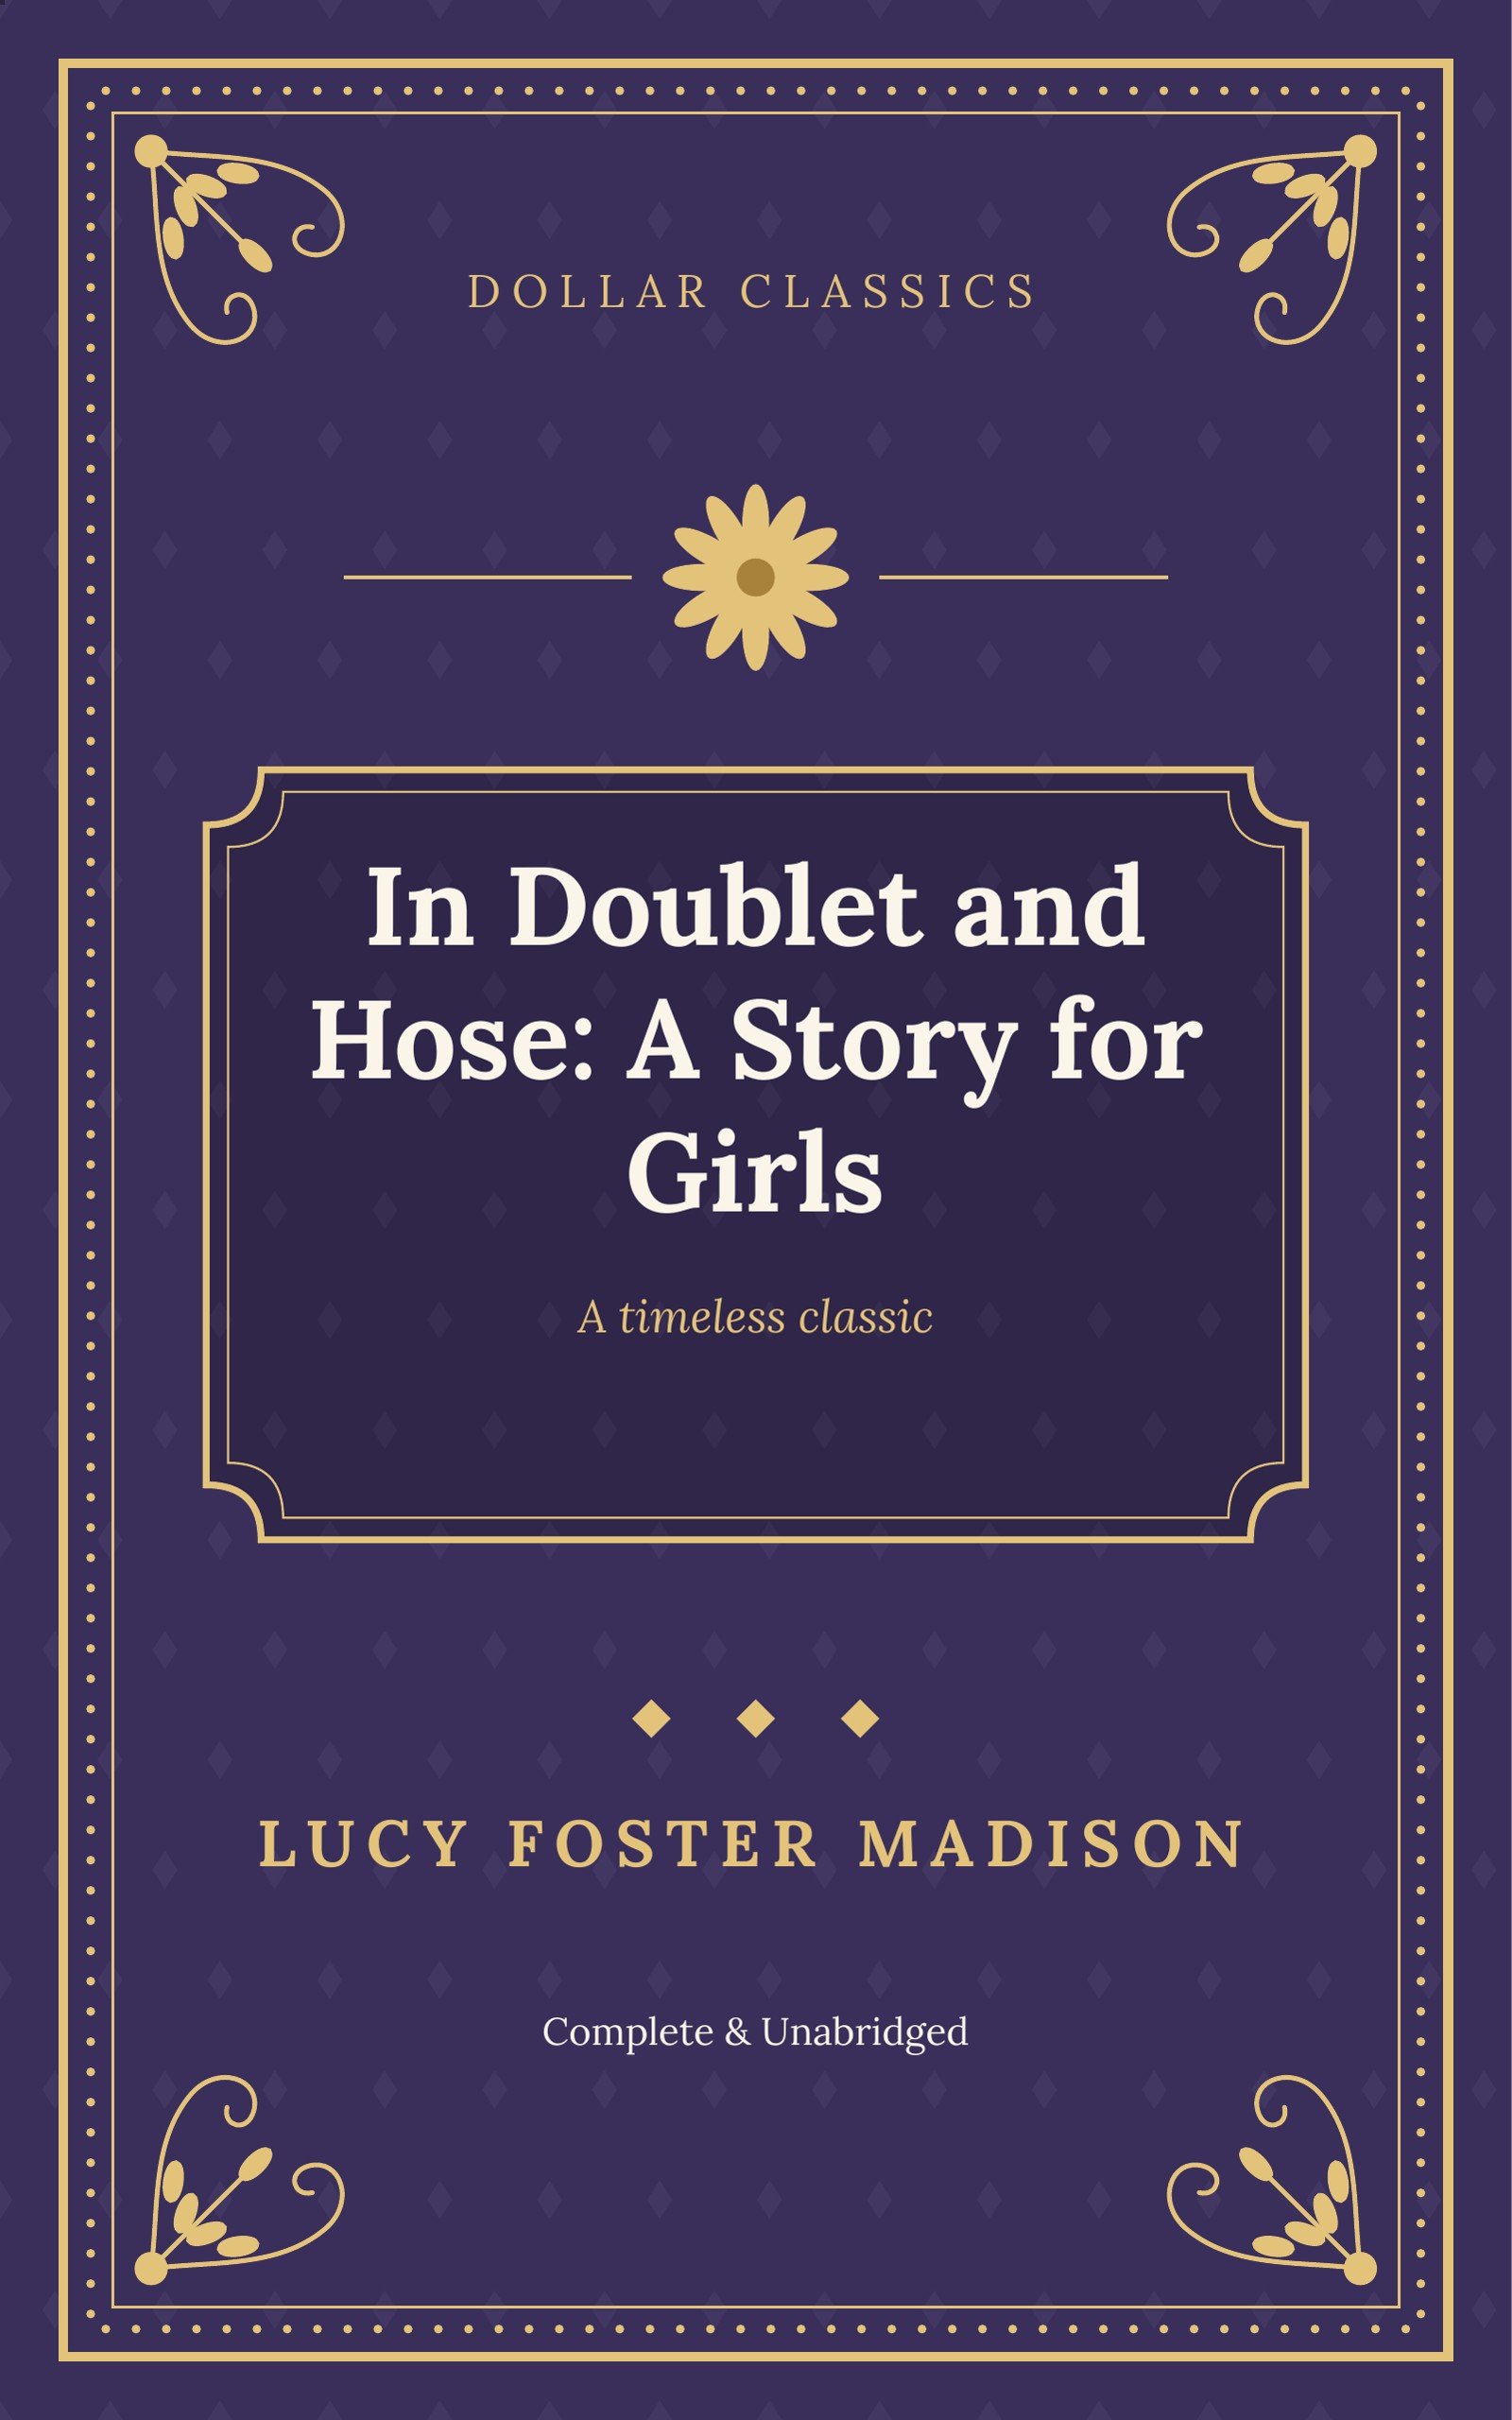 DOLLAR CLASSICS
In Doublet and
Hose: A Story for
Girls
A timeless classic
LUCY FOSTER MADISON
Complete & Unabridged